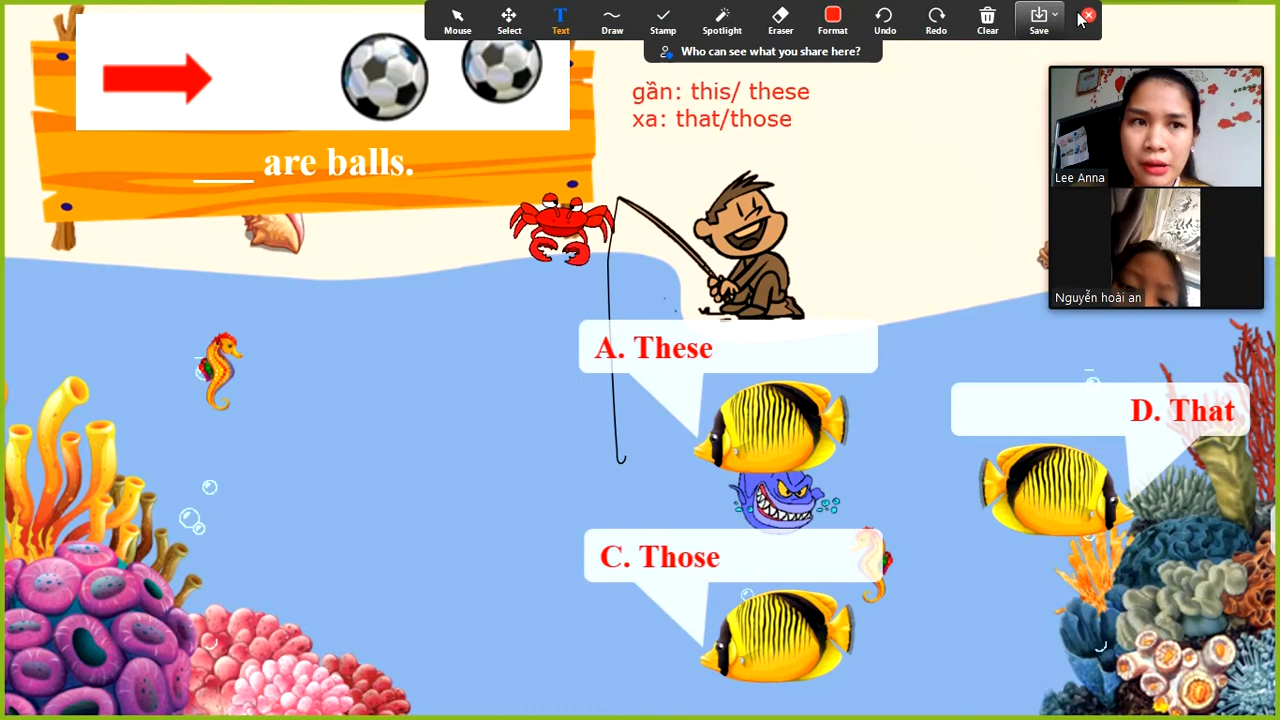 Mouse
Select
Text
Draw
Stamp
Spotlight
Eraser
Format
Undo
Redo
Clear
Save
Who can see what you share here?
gần: this/ these
xa: that/those
___ are balls.
Lee Anna
Nguyễn hoài an
A. These
D. That
C. Those